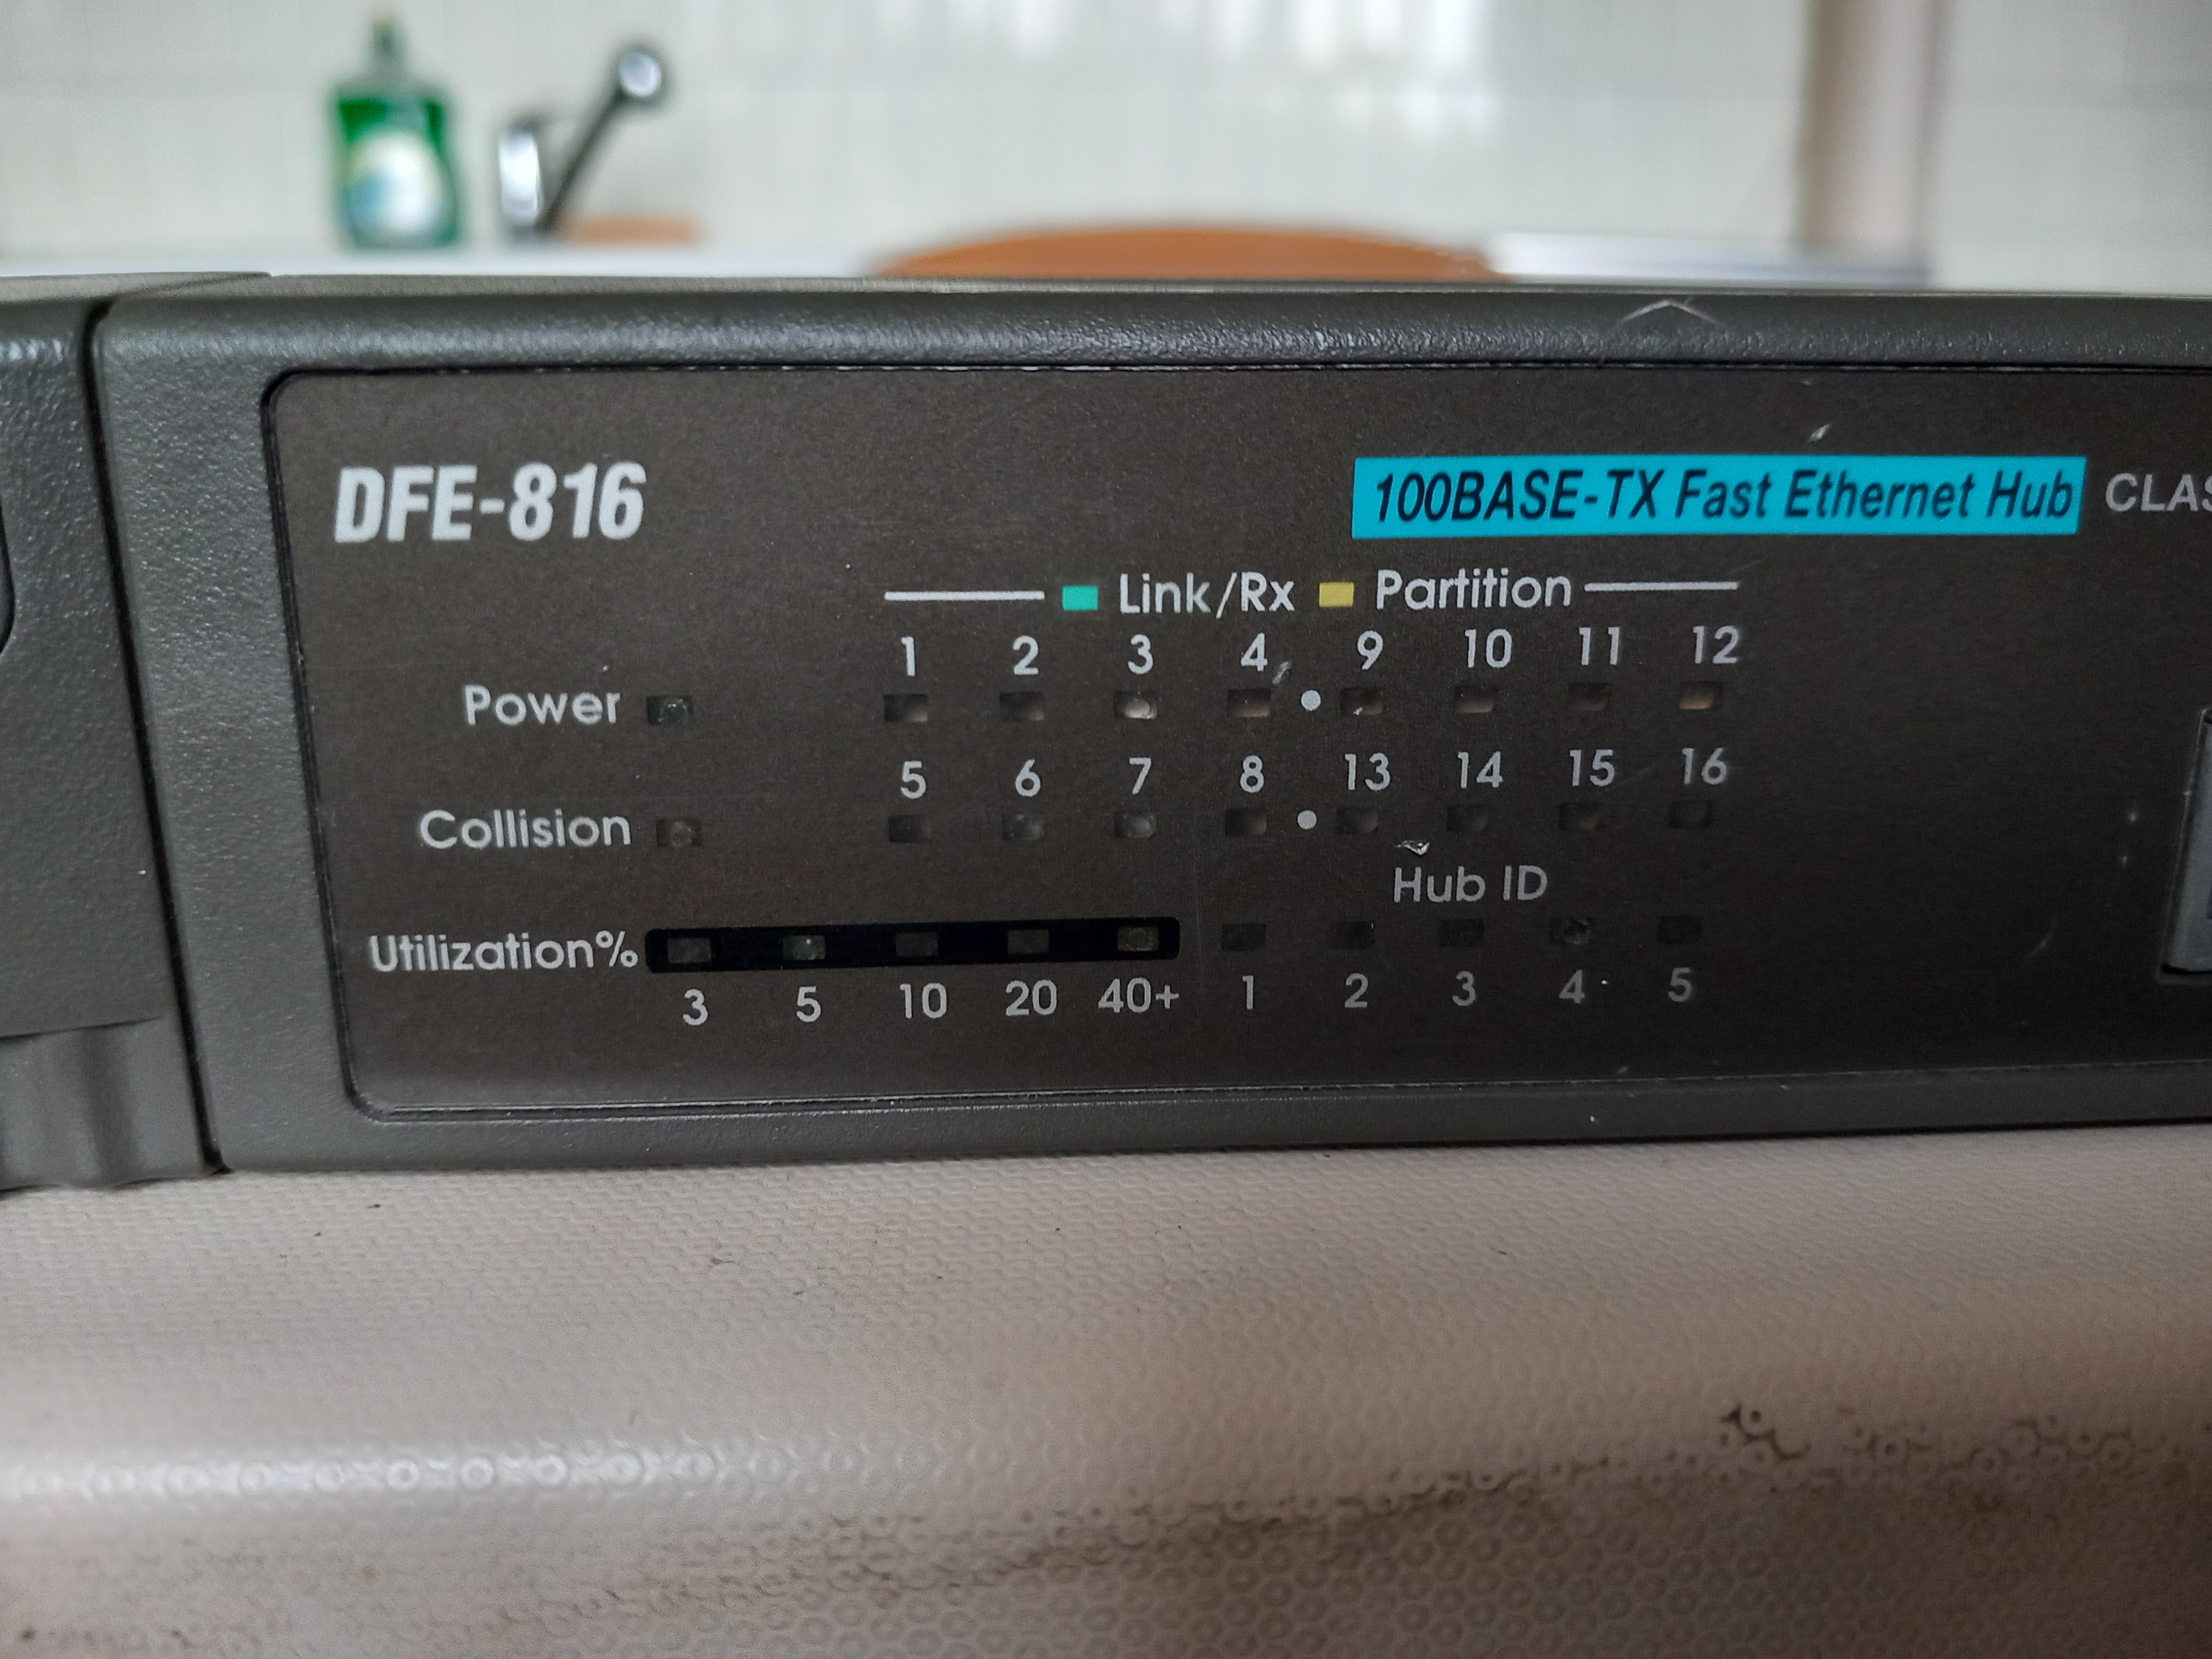 DFE-816
100BASE-TX Fast Ethernet Hub CLAS
Link/Rx Partition
1 2 3 4 9 10 11 12
Power
5 6 7 8 13 14 15 16
Collision
Hub ID
Utilization%
3 5 10 20 40+ 1 2 3 4 5